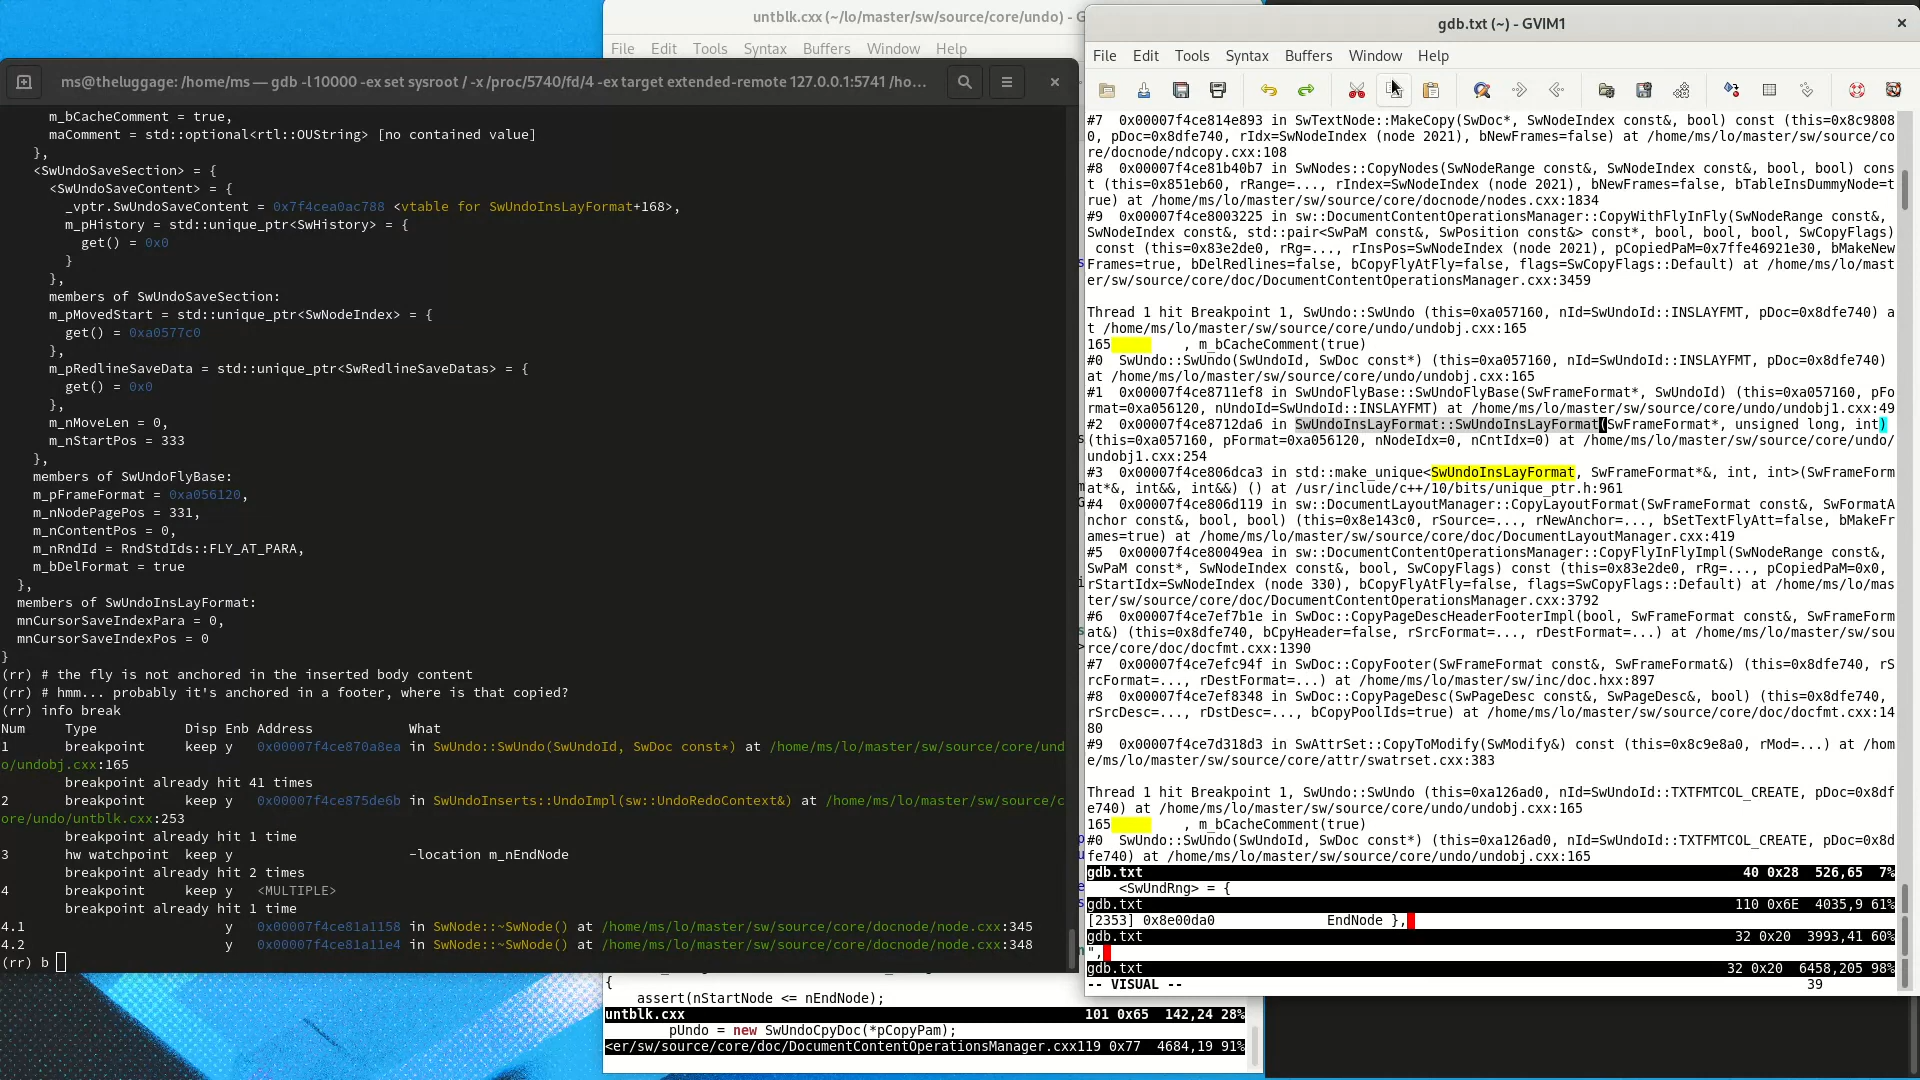 untblk.cxx (~/lo/master/sw/source/core/undo) - G
File Edit Tools Syntax Buffers Window Help
ms@theluggage: /home/ms — gdb -l 10000 -ex set sysroot / -x /proc/5740/fd/4 -ex target extended-remote 127.0.0.1:5741 /ho...
m_bCacheComment = true,
maComment = std::optional<rtl::OUString> [no contained value]
},
<SwUndoSaveSection> = {
<SwUndoSaveContent> = {
_vptr.SwUndoSaveContent = 0x7f4cea0ac788 <vtable for SwUndoInsLayFormat+168>,
m_pHistory = std::unique_ptr<SwHistory> = {
get() = 0x0
}
},
members of SwUndoSaveSection:
m_pMovedStart = std::unique_ptr<SwNodeIndex> = {
get() = 0xa0577c0
},
m_pRedlineSaveData = std::unique_ptr<SwRedlineSaveDatas> = {
get() = 0x0
},
m_nMoveLen = 0,
m_nStartPos = 333
},
members of SwUndoFlyBase:
m_pFrameFormat = 0xa056120,
m_nNodePagePos = 331,
m_nContentPos = 0,
m_nRndId = RndStdIds::FLY_AT_PARA,
m_bDelFormat = true
},
members of SwUndoInsLayFormat:
mnCursorSaveIndexPara = 0,
mnCursorSaveIndexPos = 0
}
(rr) # the fly is not anchored in the inserted body content
(rr) # hmm... probably it's anchored in a footer, where is that copied?
(rr) info break
Num Type Disp Enb Address What
1 breakpoint keep y 0x00007f4ce870a8ea in SwUndo::SwUndo(SwUndoId, SwDoc const*) at /home/ms/lo/master/sw/source/core/und
o/undobj.cxx:165
breakpoint already hit 41 times
2 breakpoint keep y 0x00007f4ce875de6b in SwUndoInserts::UndoImpl(sw::UndoRedoContext&) at /home/ms/lo/master/sw/source/c
ore/undo/untblk.cxx:253
breakpoint already hit 1 time
3 hw watchpoint keep y -location m_nEndNode
breakpoint already hit 2 times
4 breakpoint keep y <MULTIPLE>
breakpoint already hit 1 time
4.1 y 0x00007f4ce81a1158 in SwNode::~SwNode() at /home/ms/lo/master/sw/source/core/docnode/node.cxx:345
4.2 y 0x00007f4ce81a11e4 in SwNode::~SwNode() at /home/ms/lo/master/sw/source/core/docnode/node.cxx:348
(rr) b
{
assert(nStartNode <= nEndNode);
untblk.cxx 101 0x65 142,24 28%
pUndo = new SwUndoCpyDoc(*pCopyPam);
<er/sw/source/core/doc/DocumentContentOperationsManager.cxx119 0x77 4684,19 91%
gdb.txt (~) - GVIM1
File Edit Tools Syntax Buffers Window Help
#7 0x00007f4ce814e893 in SwTextNode::MakeCopy(SwDoc*, SwNodeIndex const&, bool) const (this=0x8c9808
0, pDoc=0x8dfe740, rIdx=SwNodeIndex (node 2021), bNewFrames=false) at /home/ms/lo/master/sw/source/co
re/docnode/ndcopy.cxx:108
#8 0x00007f4ce81b40b7 in SwNodes::CopyNodes(SwNodeRange const&, SwNodeIndex const&, bool, bool) cons
t (this=0x851eb60, rRange=..., rIndex=SwNodeIndex (node 2021), bNewFrames=false, bTableInsDummyNode=t
rue) at /home/ms/lo/master/sw/source/core/docnode/nodes.cxx:1834
#9 0x00007f4ce8003225 in sw::DocumentContentOperationsManager::CopyWithFlyInFly(SwNodeRange const&,
SwNodeIndex const&, std::pair<SwPaM const&, SwPosition const&> const*, bool, bool, bool, SwCopyFlags)
const (this=0x83e2de0, rRg=..., rInsPos=SwNodeIndex (node 2021), pCopiedPaM=0x7ffe46921e30, bMakeNew
Frames=true, bDelRedlines=false, bCopyFlyAtFly=false, flags=SwCopyFlags::Default) at /home/ms/lo/mast
er/sw/source/core/doc/DocumentContentOperationsManager.cxx:3459
Thread 1 hit Breakpoint 1, SwUndo::SwUndo (this=0xa057160, nId=SwUndoId::INSLAYFMT, pDoc=0x8dfe740) a
t /home/ms/lo/master/sw/source/core/undo/undobj.cxx:165
165 , m_bCacheComment(true)
#0 SwUndo::SwUndo(SwUndoId, SwDoc const*) (this=0xa057160, nId=SwUndoId::INSLAYFMT, pDoc=0x8dfe740)
at /home/ms/lo/master/sw/source/core/undo/undobj.cxx:165
#1 0x00007f4ce8711ef8 in SwUndoFlyBase::SwUndoFlyBase(SwFrameFormat*, SwUndoId) (this=0xa057160, pFo
rmat=0xa056120, nUndoId=SwUndoId::INSLAYFMT) at /home/ms/lo/master/sw/source/core/undo/undobj1.cxx:49
#2 0x00007f4ce8712da6 in SwUndoInsLayFormat::SwUndoInsLayFormat(SwFrameFormat*, unsigned long, int)
(this=0xa057160, pFormat=0xa056120, nNodeIdx=0, nCntIdx=0) at /home/ms/lo/master/sw/source/core/undo/
undobj1.cxx:254
#3 0x00007f4ce806dca3 in std::make_unique<SwUndoInsLayFormat, SwFrameFormat*&, int, int>(SwFrameForm
at*&, int&&, int&&) () at /usr/include/c++/10/bits/unique_ptr.h:961
#4 0x00007f4ce806d119 in sw::DocumentLayoutManager::CopyLayoutFormat(SwFrameFormat const&, SwFormatA
nchor const&, bool, bool) (this=0x8e143c0, rSource=..., rNewAnchor=..., bSetTextFlyAtt=false, bMakeFr
ames=true) at /home/ms/lo/master/sw/source/core/doc/DocumentLayoutManager.cxx:419
#5 0x00007f4ce80049ea in sw::DocumentContentOperationsManager::CopyFlyInFlyImpl(SwNodeRange const&,
SwPaM const*, SwNodeIndex const&, bool, SwCopyFlags) const (this=0x83e2de0, rRg=..., pCopiedPaM=0x0,
rStartIdx=SwNodeIndex (node 330), bCopyFlyAtFly=false, flags=SwCopyFlags::Default) at /home/ms/lo/mas
ter/sw/source/core/doc/DocumentContentOperationsManager.cxx:3792
#6 0x00007f4ce7ef7b1e in SwDoc::CopyPageDescHeaderFooterImpl(bool, SwFrameFormat const&, SwFrameForm
at&) (this=0x8dfe740, bCpyHeader=false, rSrcFormat=..., rDestFormat=...) at /home/ms/lo/master/sw/sou
rce/core/doc/docfmt.cxx:1390
#7 0x00007f4ce7efc94f in SwDoc::CopyFooter(SwFrameFormat const&, SwFrameFormat&) (this=0x8dfe740, rS
rcFormat=..., rDestFormat=...) at /home/ms/lo/master/sw/inc/doc.hxx:897
#8 0x00007f4ce7ef8348 in SwDoc::CopyPageDesc(SwPageDesc const&, SwPageDesc&, bool) (this=0x8dfe740,
rSrcDesc=..., rDstDesc=..., bCopyPoolIds=true) at /home/ms/lo/master/sw/source/core/doc/docfmt.cxx:14
80
#9 0x00007f4ce7d318d3 in SwAttrSet::CopyToModify(SwModify&) const (this=0x8c9e8a0, rMod=...) at /hom
e/ms/lo/master/sw/source/core/attr/swatrset.cxx:383
Thread 1 hit Breakpoint 1, SwUndo::SwUndo (this=0xa126ad0, nId=SwUndoId::TXTFMTCOL_CREATE, pDoc=0x8df
e740) at /home/ms/lo/master/sw/source/core/undo/undobj.cxx:165
165 , m_bCacheComment(true)
#0 SwUndo::SwUndo(SwUndoId, SwDoc const*) (this=0xa126ad0, nId=SwUndoId::TXTFMTCOL_CREATE, pDoc=0x8d
fe740) at /home/ms/lo/master/sw/source/core/undo/undobj.cxx:165
gdb.txt 40 0x28 526,65 7%
<SwUndRng> = {
gdb.txt 110 0x6E 4035,9 61%
[2353] 0x8e00da0 EndNode },
gdb.txt 32 0x20 3993,41 60%
",
gdb.txt 32 0x20 6458,205 98%
-- VISUAL -- 39